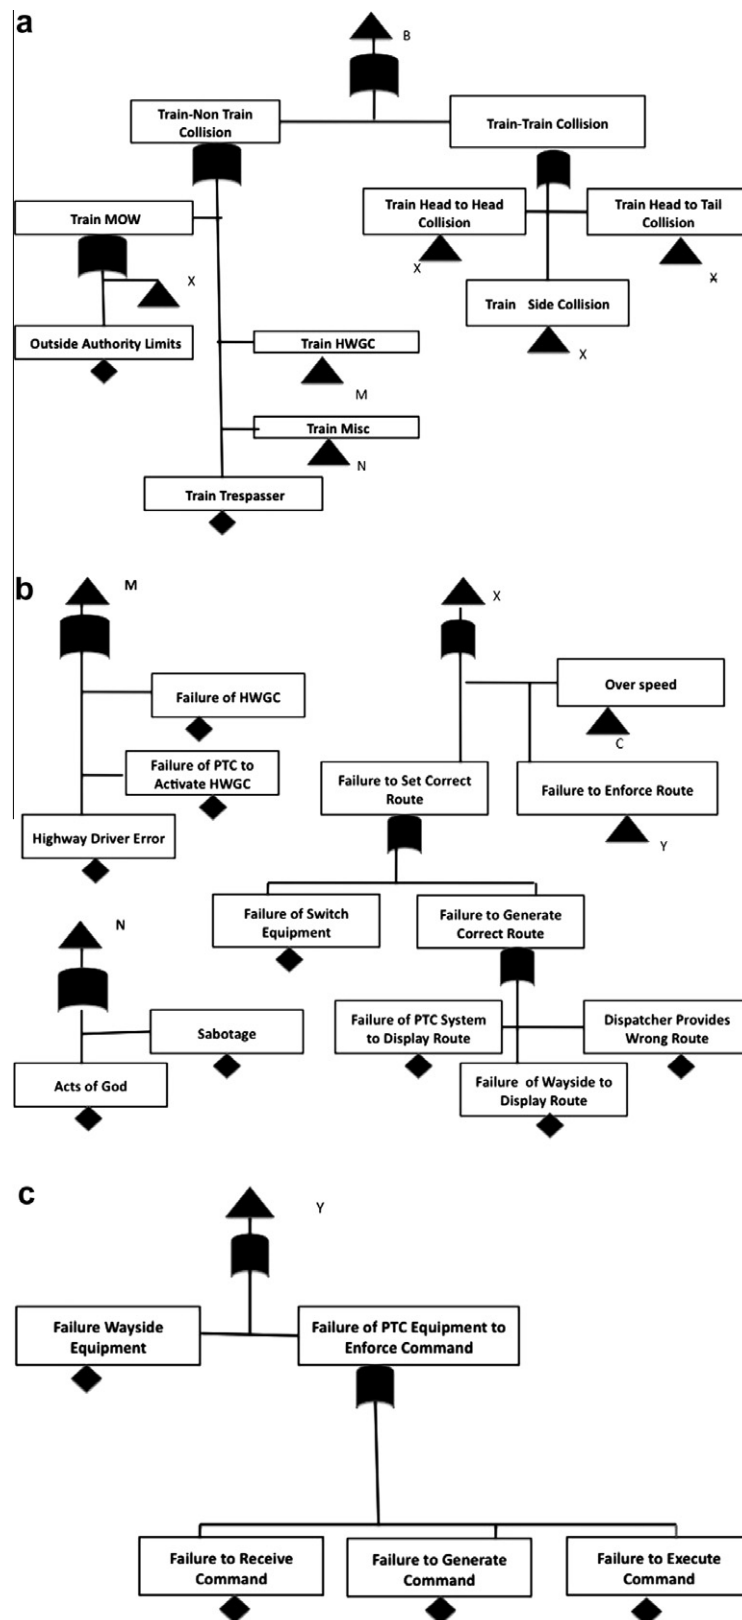 a
B
Train-Non Train
Collision
Train-Train Collision
Train MOW
Train Head to Head
Collision
Train Head to Tail
Collision
X
X
X
Train Side Collision
Outside Authority Limits
Train HWGC
X
M
Train Misc
N
Train Trespasser
b
M
X
Failure of HWGC
Over speed
C
Failure of PTC to
Activate HWGC
Failure to Set Correct
Route
Failure to Enforce Route
Highway Driver Error
Y
Failure of Switch
Equipment
Failure to Generate
Correct Route
N
Sabotage
Failure of PTC System
to Display Route
Dispatcher Provides
Wrong Route
Acts of God
Failure of Wayside to
Display Route
c
Y
Failure Wayside
Equipment
Failure of PTC Equipment to
Enforce Command
Failure to Receive
Command
Failure to Generate
Command
Failure to Execute
Command